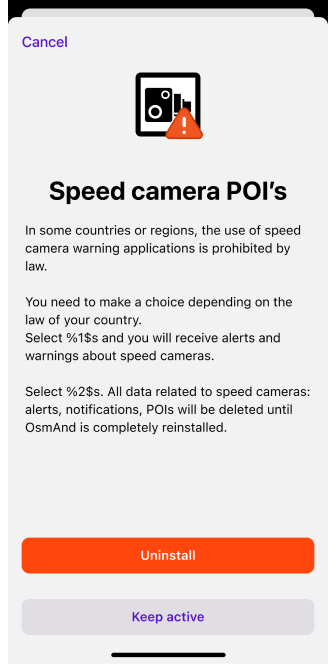 Cancel
Speed camera POI's
In some countries or regions, the use of speed
camera warning applications is prohibited by
law.
You need to make a choice depending on the
law of your country.
Select %1$s and you will receive alerts and
warnings about speed cameras.
Select %2$s. All data related to speed cameras:
alerts, notifications, POIs will be deleted until
OsmAnd is completely reinstalled.
Uninstall
Keep active